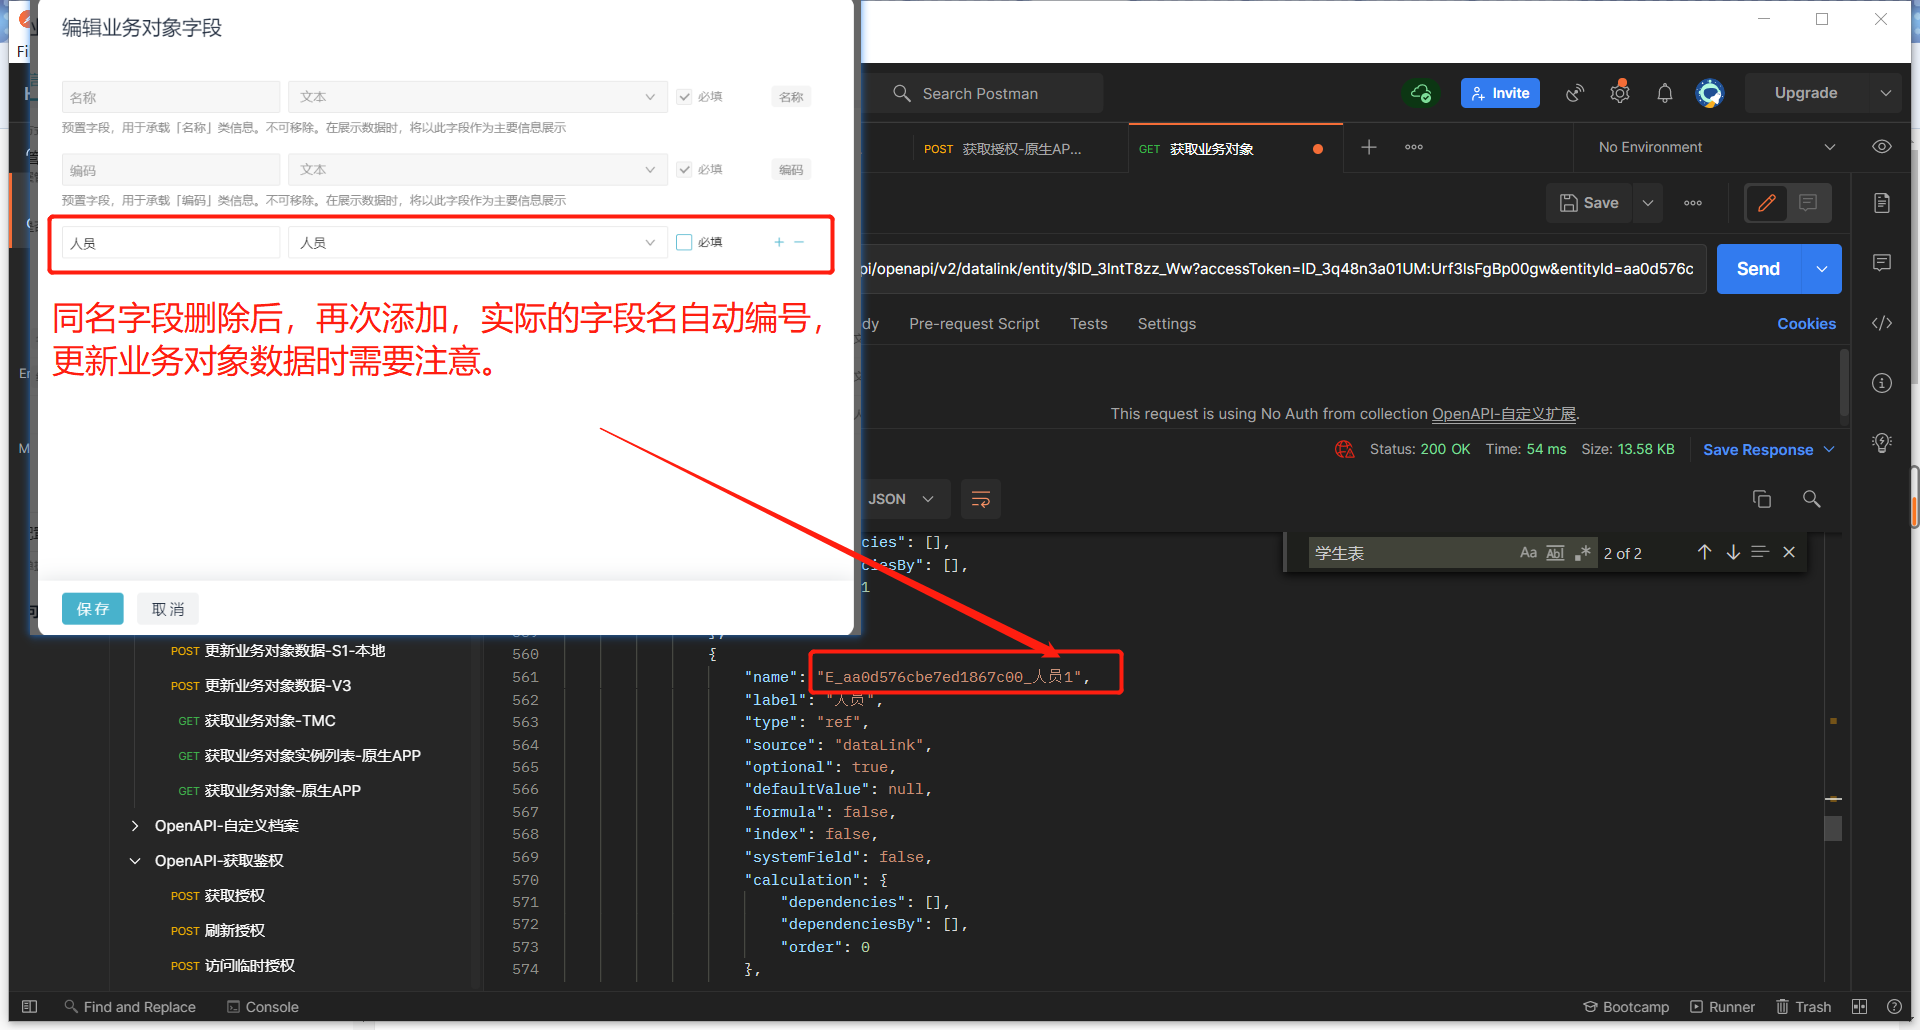 编辑业务对象字段
名称 文本 必填 名称
预置字段，用于承载「名称」类信息。不可移除。在展示数据时，将以此字段作为主要信息展示
编码 文本 必填 编码
预置字段，用于承载「编码」类信息。不可移除。在展示数据时，将以此字段作为主要信息展示
人员 人员 必填 + −
同名字段删除后，再次添加，实际的字段名自动编号，
更新业务对象数据时需要注意。
保存 取消
Fi
Search Postman
Invite
Upgrade
POST 获取授权-原生AP...
GET 获取业务对象
No Environment
Save
pi/openapi/v2/datalink/entity/$ID_3lntT8zz_Ww?accessToken=ID_3q48n3a01UM:Urf3lsFgBp00gw&entityId=aa0d576c
Send
dy Pre-request Script Tests Settings Cookies
This request is using No Auth from collection OpenAPI-自定义扩展.
Status: 200 OK Time: 54 ms Size: 13.58 KB Save Response
JSON
学生表 Aa Abl .* 2 of 2
cies": [],
ciesBy": [],
1
560 {
561 "name": "E_aa0d576cbe7ed1867c00_人员1",
562 "label": "人员",
563 "type": "ref",
564 "source": "dataLink",
565 "optional": true,
566 "defaultValue": null,
567 "formula": false,
568 "index": false,
569 "systemField": false,
570 "calculation": {
571 "dependencies": [],
572 "dependenciesBy": [],
573 "order": 0
574 },
POST 更新业务对象数据-S1-本地
POST 更新业务对象数据-V3
GET 获取业务对象-TMC
GET 获取业务对象实例列表-原生APP
GET 获取业务对象-原生APP
OpenAPI-自定义档案
OpenAPI-获取鉴权
POST 获取授权
POST 刷新授权
POST 访问临时授权
Find and Replace Console
Bootcamp Runner Trash